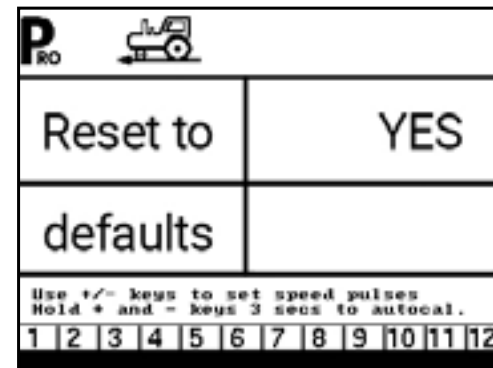 PRO
Reset to YES
defaults
Use +/- keys to set speed pulses
Hold + and - keys 3 secs to autocal.
1 2 3 4 5 6 7 8 9 10 11 12